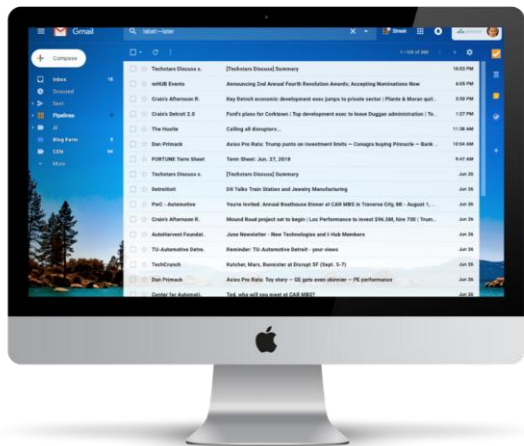 Gmail
label:-later
Streak
Compose
1–100 of 369
Inbox 18
Snoozed
Sent
Pipelines
Blog Form 5
CEN
More
Techstars Discuss s. [Techstars Discuss] Summary 10:03 PM
mHUB Events Announcing 2nd Annual Fourth Revolution Awards; Accepting Nominations Now 6:05 PM
Crain's Afternoon R. Key Detroit economic development exec jumps to private sector | Plante & Moran
Crain's Detroit 2.0 Ford's plans for Corktown | Top development exec to leave Duggan administration | To... 1:27 PM
The Hustle Calling all disruptors... 11:38 AM
Dan Primack Axios Pro Rata: Trump punts on investment limits — Conagra buying Pinnacle — Bank .. 10:04 AM
FORTUNE Term Sheet Term Sheet: Jun. 27, 2018 9:47 AM
Techstars Discuss s. [Techstars Discuss] Summary Jun 26
DetroitisIt DX Talks Train Station and Jewelry Manufacturing Jun 26
PwC - Automotive You're Invited: Annual Boathouse Dinner at CAR MBS in Traverse City, MI - August 1, .. Jun 26
Crain's Afternoon R. Mound Road project set to begin | Loc Performance to invest $96.5M, hire 700 | Trum.. Jun 26
AutoHarvest Foundat. June Newsletter - New Technologies and I-Hub Members Jun 26
TU-Automotive Detro. Reminder: TU-Automotive Detroit - your views Jun 26
TechCrunch Kutcher, Mars, Bannister at Disrupt SF (Sept. 5-7) Jun 26
Dan Primack Axios Pro Rata: Toy story — GE gets even skinnier — PE performance Jun 26
Center for Automoti. Ted, who will you meet at CAR MBS? Jun 26